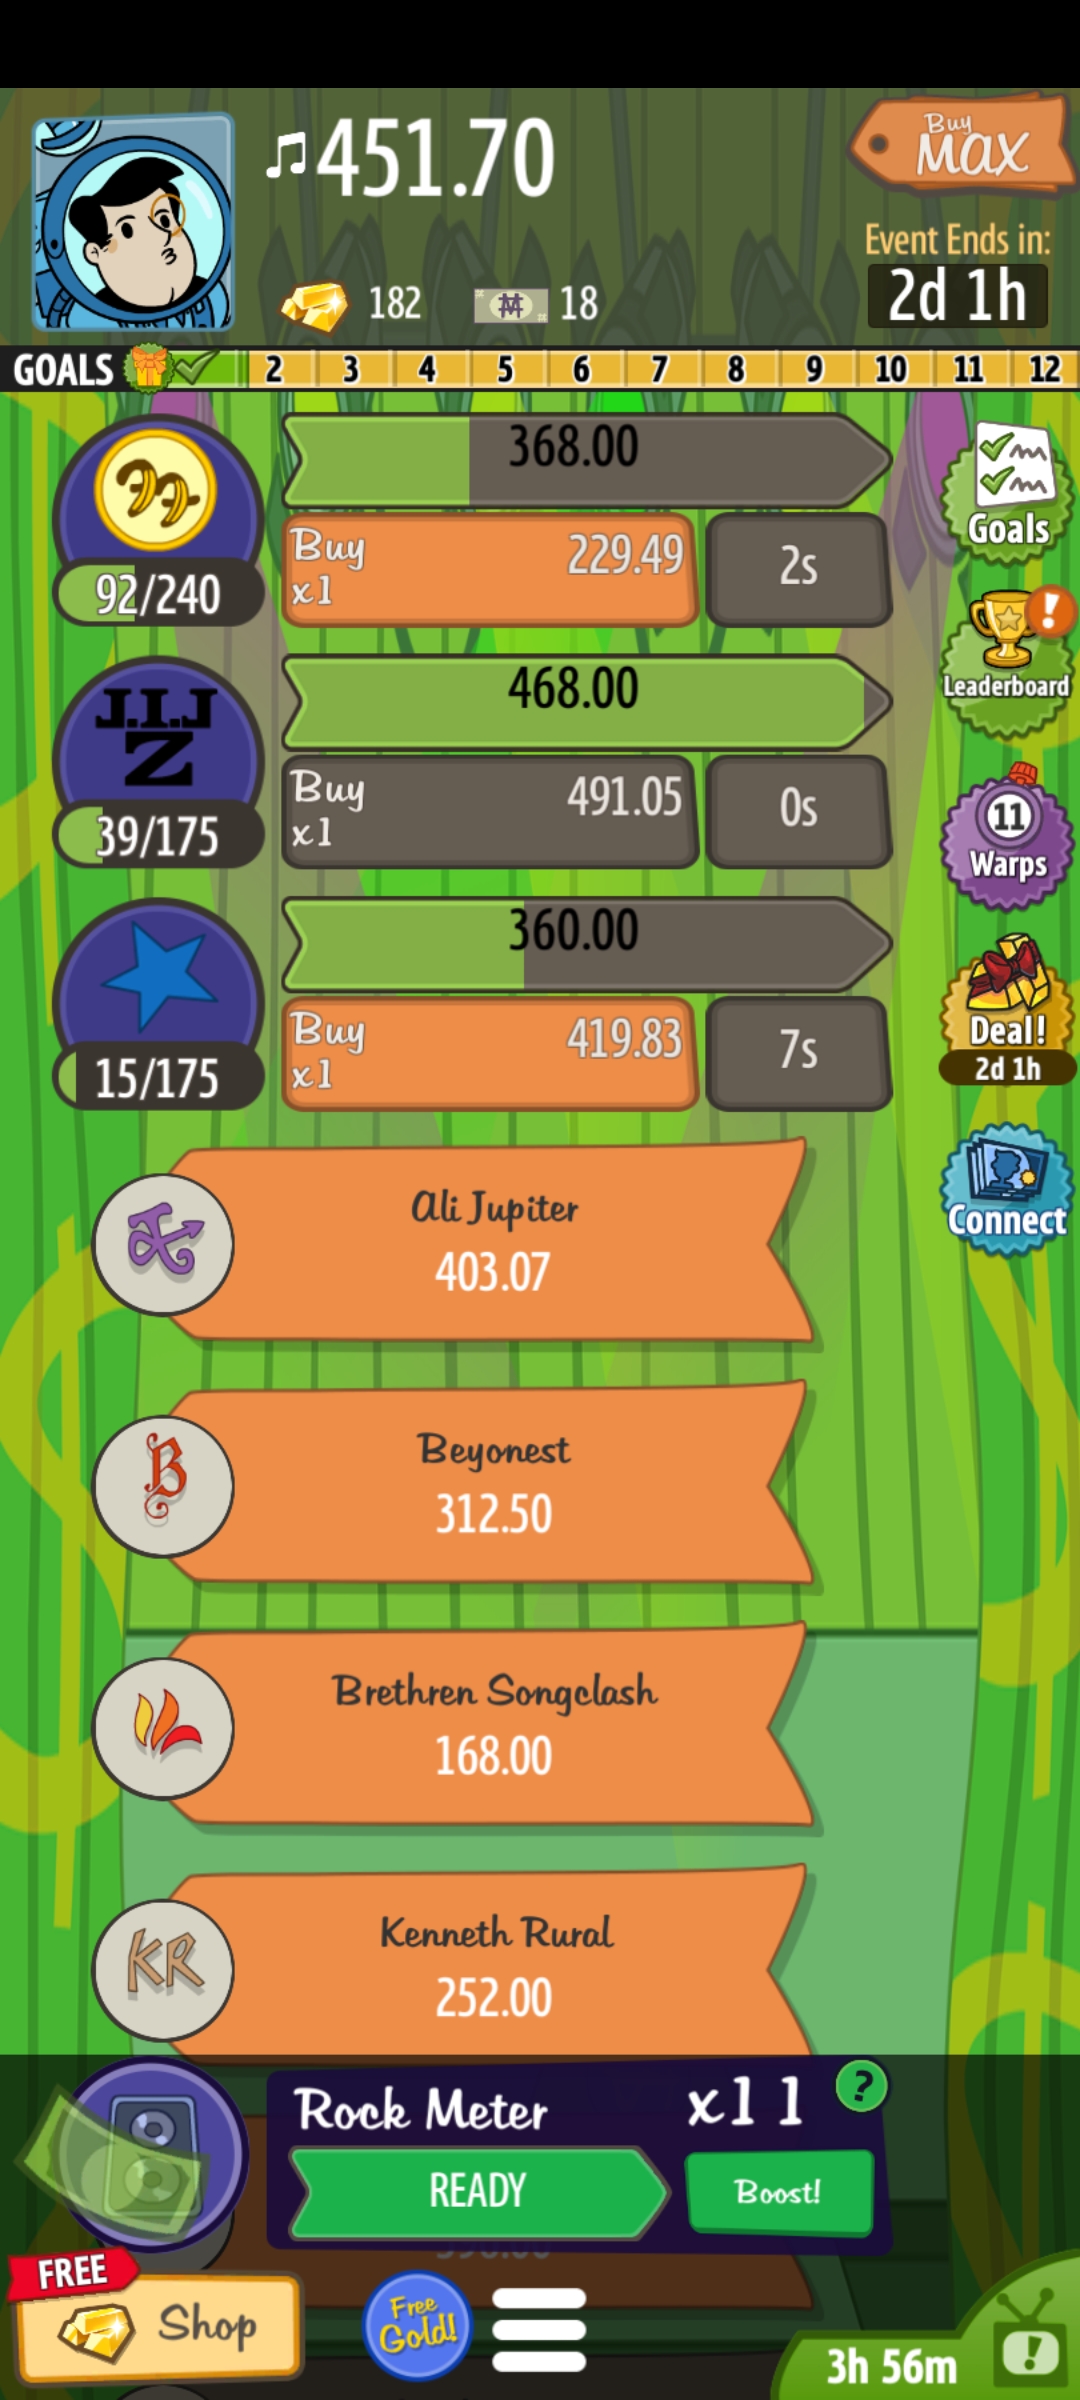 451.70
Buy
MAX
Event Ends in:
2d 1h
182
18
GOALS 2 3 4 5 6 7 8 9 10 11 12
368.00
Buy
x1
229.49
2s
92/240
Goals
Leaderboard
J.I.J
Z
468.00
Buy
x1
491.05
0s
39/175
11
Warps
360.00
Buy
x1
419.83
7s
15/175
Deal!
2d 1h
Connect
Ali Jupiter
403.07
B
Beyonest
312.50
Brethren Songclash
168.00
KR
Kenneth Rural
252.00
Rock Meter
x11
?
READY
Boost!
FREE
Shop
Free
Gold!
3h 56m